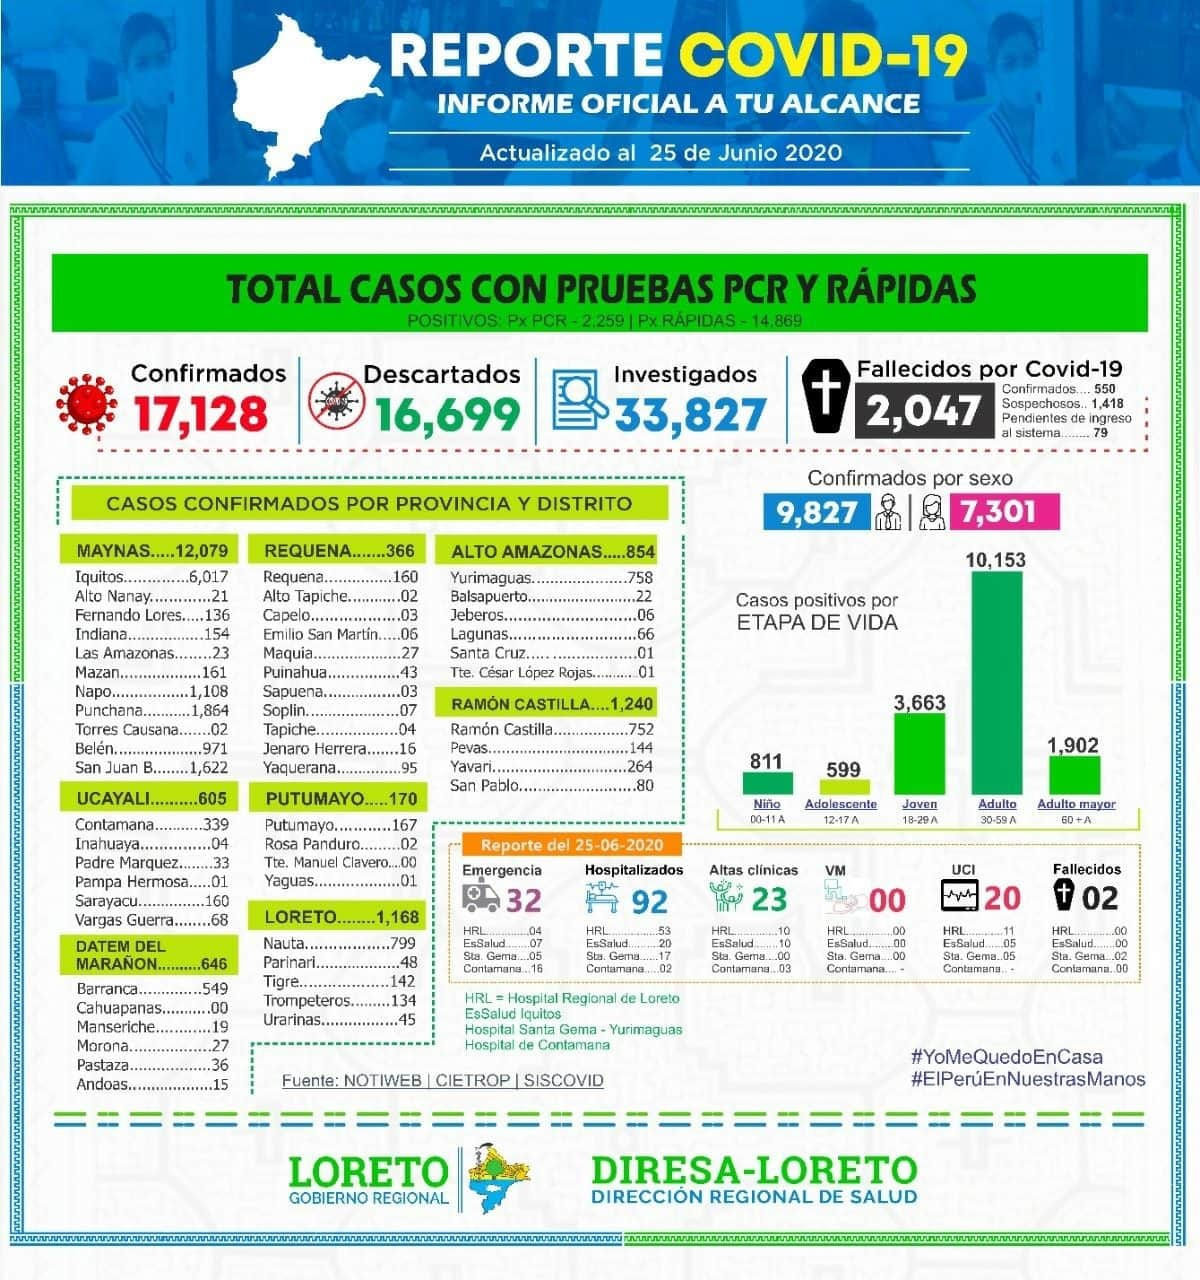 REPORTE COVID-19
INFORME OFICIAL A TU ALCANCE
Actualizado al 25 de Junio 2020
TOTAL CASOS CON PRUEBAS PCR Y RÁPIDAS
POSITIVOS: Px PCR - 2,259 | Px RÁPIDAS - 14,869
Confirmados
17,128
Descartados
16,699
Investigados
33,827
Fallecidos por Covid-19
2,047
Confirmados.... 550
Sospechosos.. 1,418
Pendientes de ingreso
al sistema........ 79
CASOS CONFIRMADOS POR PROVINCIA Y DISTRITO
MAYNAS.....12,079
Iquitos...............6,017
Alto Nanay...........21
Fernando Lores..136
Indiana.............154
Las Amazonas......23
Mazan...............161
Napo...............1,108
Punchana.........1,864
Torres Causana...02
Belén.................971
San Juan B.......1,622
UCAYALI..........605
Contamana........339
Inahuaya............04
Padre Marquez....33
Pampa Hermosa....01
Sarayacu...........160
Vargas Guerra.....68
DATEM DEL
MARAÑON.........646
Barranca............549
Cahuapanas.........00
Manseriche..........19
Morona...............27
Pastaza...............36
Andoas...............15
REQUENA.......366
Requena...........160
Alto Tapiche.......02
Capelo..............03
Emilio San Martín..06
Maquia..............27
Puinahua...........43
Sapuena............03
Soplin...............07
Tapiche.............04
Jenaro Herrera....16
Yaquerana..........95
PUTUMAYO.....170
Putumayo..........167
Rosa Panduro......02
Tte. Manuel Clavero...00
Yaguas..............01
LORETO........1,168
Nauta...............799
Parinari.............48
Tigre................142
Trompeteros.......134
Urarinas............45
ALTO AMAZONAS.....854
Yurimaguas..............758
Balsapuerto..............22
Jeberos...................06
Lagunas..................66
Santa Cruz...............01
Tte. César López Rojas.........01
RAMÓN CASTILLA....1,240
Ramón Castilla...........752
Pevas....................144
Yavari...................264
San Pablo................80
Confirmados por sexo
9,827 | 7,301
Casos positivos por
ETAPA DE VIDA
811
Niño
00-11 A
599
Adolescente
12-17 A
3,663
Joven
18-29 A
10,153
Adulto
30-59 A
1,902
Adulto mayor
60 + A
Reporte del 25-06-2020
Emergencia
32
HRL...........04
EsSalud.......07
Sta. Gema....05
Contamana...16
Hospitalizados
92
HRL...........53
EsSalud.......20
Sta. Gema....17
Contamana....02
Altas clínicas
23
HRL...........10
EsSalud.......10
Sta. Gema....00
Contamana...03
VM
00
HRL...........00
EsSalud.......00
Sta. Gema....00
Contamana.... -
UCI
20
HRL...........11
EsSalud.......05
Sta. Gema....05
Contamana.... -
Fallecidos
02
HRL...........00
EsSalud.......00
Sta. Gema....02
Contamana..00
HRL = Hospital Regional de Loreto
EsSalud Iquitos
Hospital Santa Gema - Yurimaguas
Hospital de Contamana
Fuente: NOTIWEB | CIETROP | SISCOVID
#YoMeQuedoEnCasa
#ElPerúEnNuestrasManos
LORETO
GOBIERNO REGIONAL
DIRESA-LORETO
DIRECCIÓN REGIONAL DE SALUD